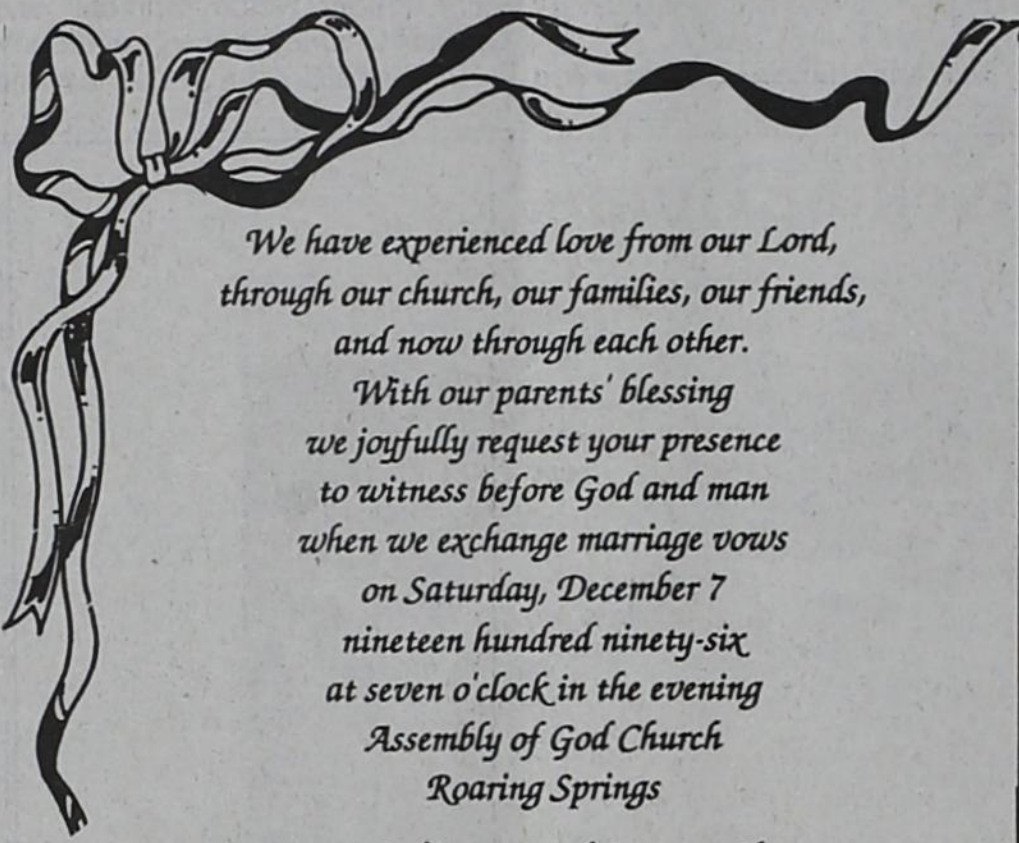 We have experienced love from our Lord,
through our church, our families, our friends,
and now through each other.
With our parents' blessing
we joyfully request your presence
to witness before God and man
when we exchange marriage vows
on Saturday, December 7
nineteen hundred ninety-six
at seven o'clock in the evening
Assembly of God Church
Roaring Springs